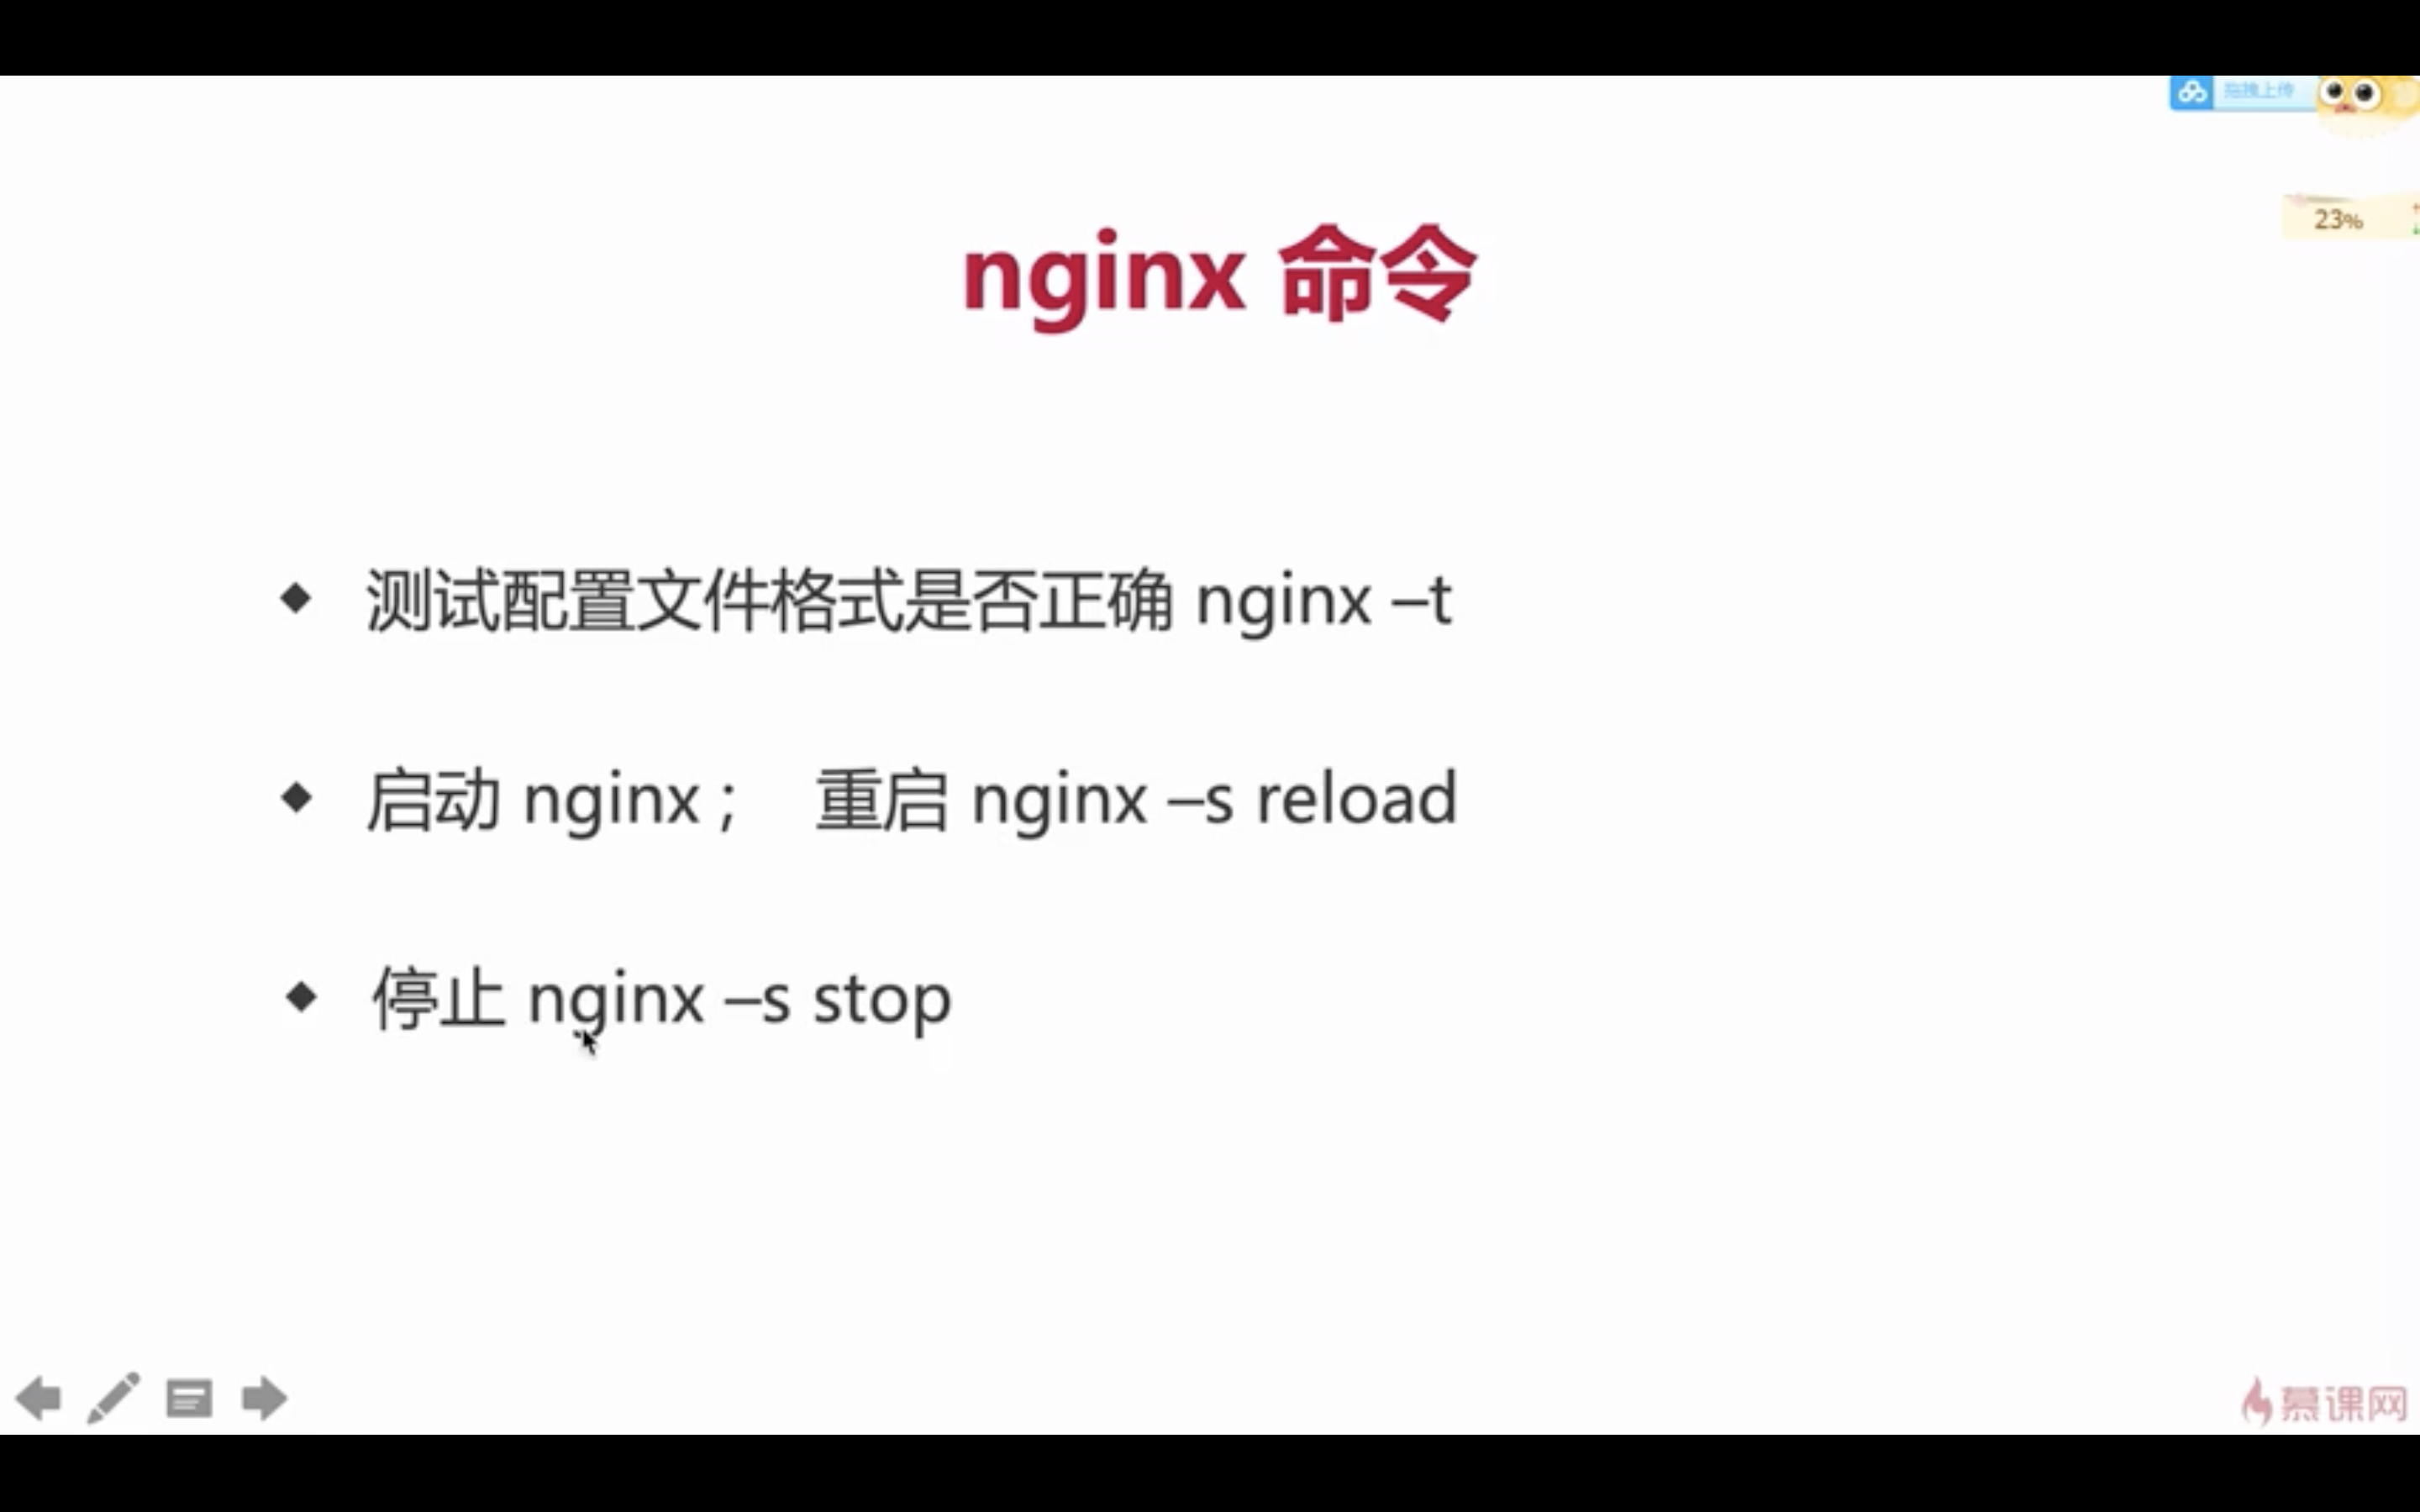 拖拽上传
23%
nginx 命令
◆ 测试配置文件格式是否正确 nginx –t
◆ 启动 nginx ; 重启 nginx –s reload
◆ 停止 nginx –s stop
慕课网